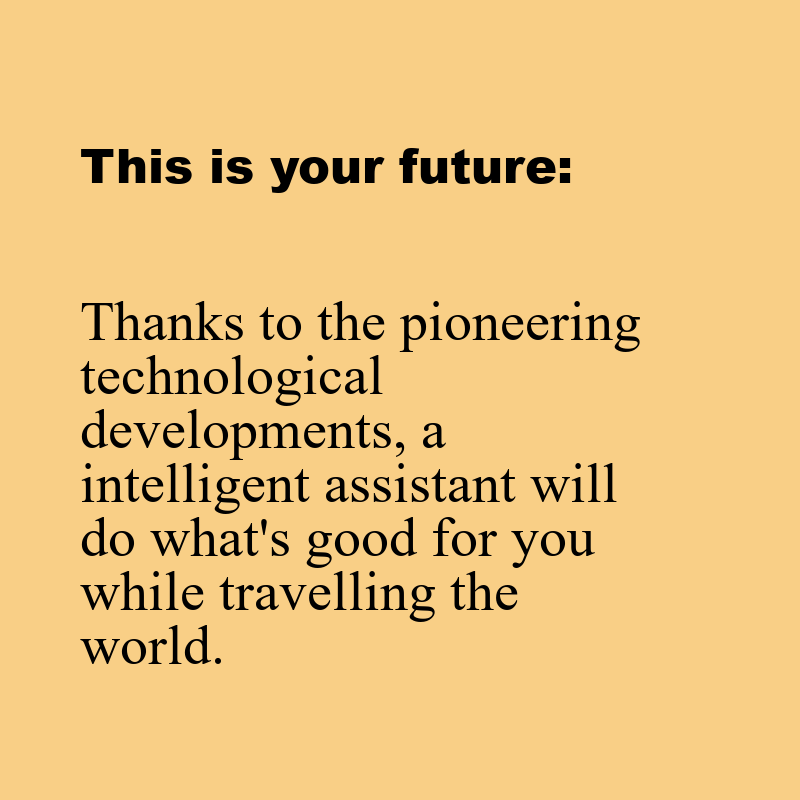 This is your future:
Thanks to the pioneering
technological
developments, a
intelligent assistant will
do what's good for you
while travelling the
world.